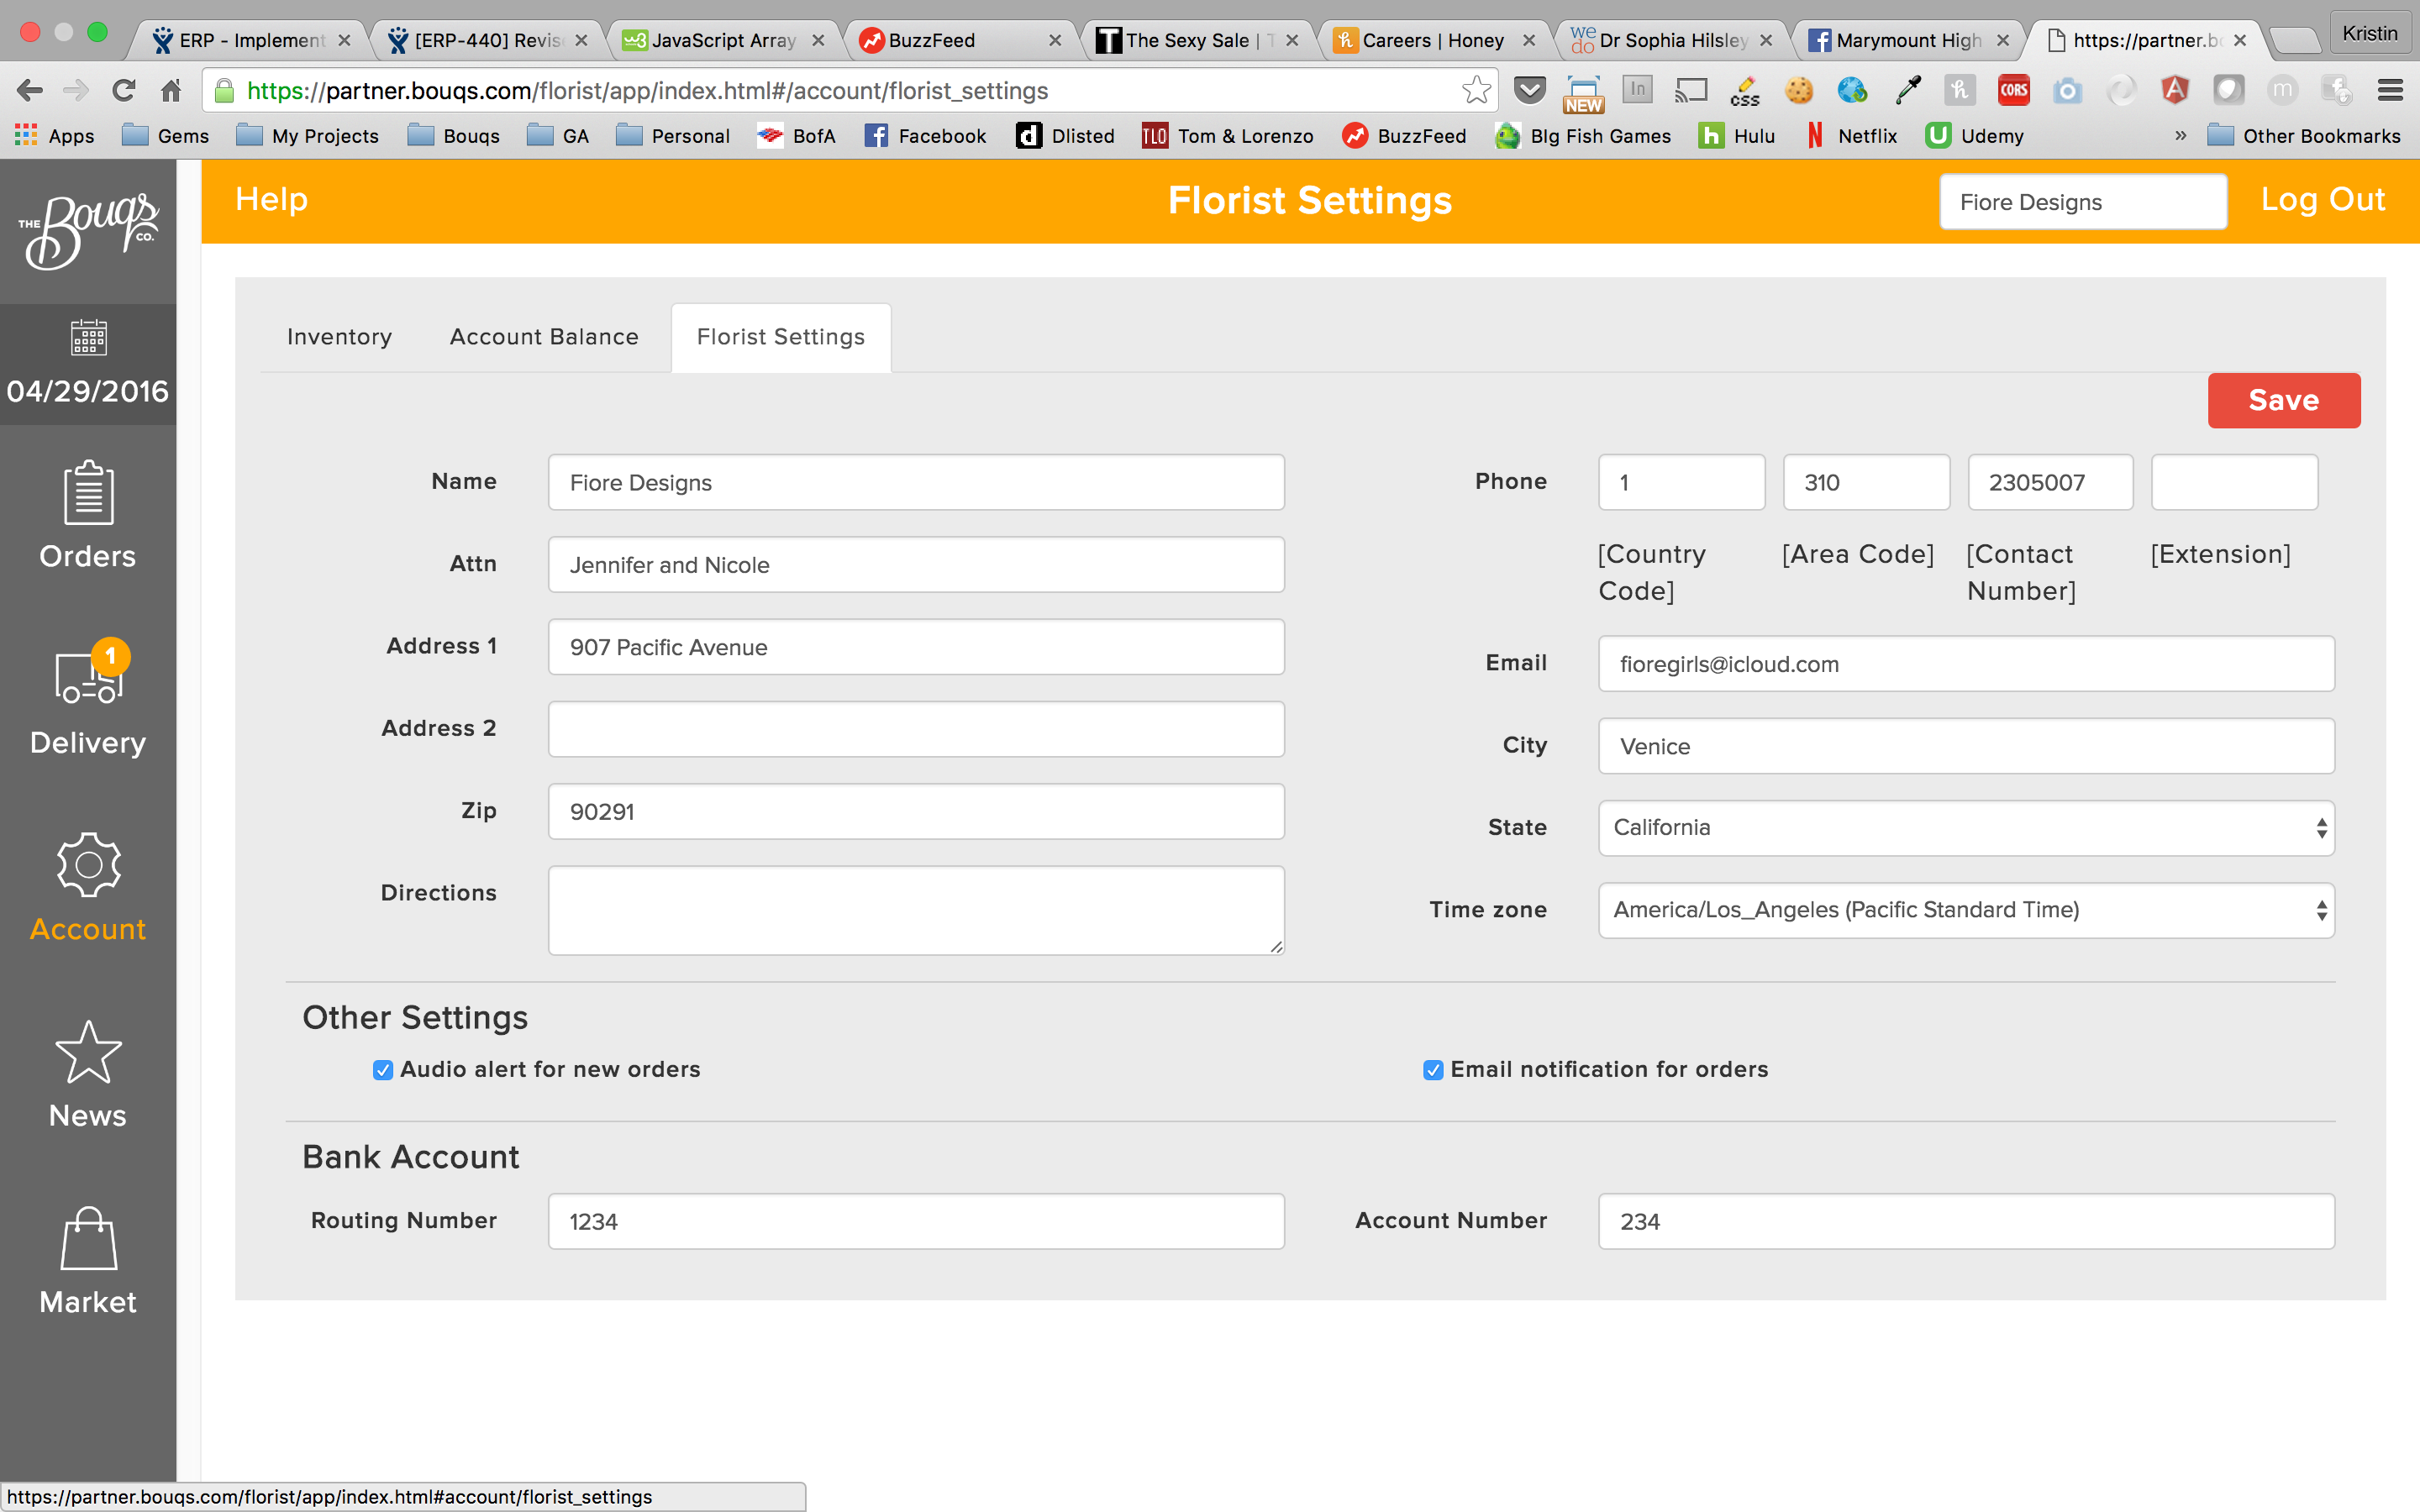 ERP - Implement
[ERP-440] Revise
JavaScript Array
BuzzFeed
The Sexy Sale | T
Careers | Honey
Dr Sophia Hilsley
Marymount High
https://partner.bo
Kristin
https://partner.bouqs.com/florist/app/index.html#/account/florist_settings
NEW
In
css
CORS
Apps
Gems
My Projects
Bouqs
GA
Personal
BofA
Facebook
Dlisted
TLO Tom & Lorenzo
BuzzFeed
BIg Fish Games
Hulu
Netflix
Udemy
»
Other Bookmarks
THE Bouqs CO.
Help
Florist Settings
Fiore Designs
Log Out
04/29/2016
Orders
1
Delivery
Account
News
Market
Inventory
Account Balance
Florist Settings
Save
Name
Fiore Designs
Attn
Jennifer and Nicole
Address 1
907 Pacific Avenue
Address 2
Zip
90291
Directions
Phone
1
310
2305007
[Country Code]
[Area Code]
[Contact Number]
[Extension]
Email
fioregirls@icloud.com
City
Venice
State
California
Time zone
America/Los_Angeles (Pacific Standard Time)
Other Settings
Audio alert for new orders
Email notification for orders
Bank Account
Routing Number
1234
Account Number
234
https://partner.bouqs.com/florist/app/index.html#account/florist_settings